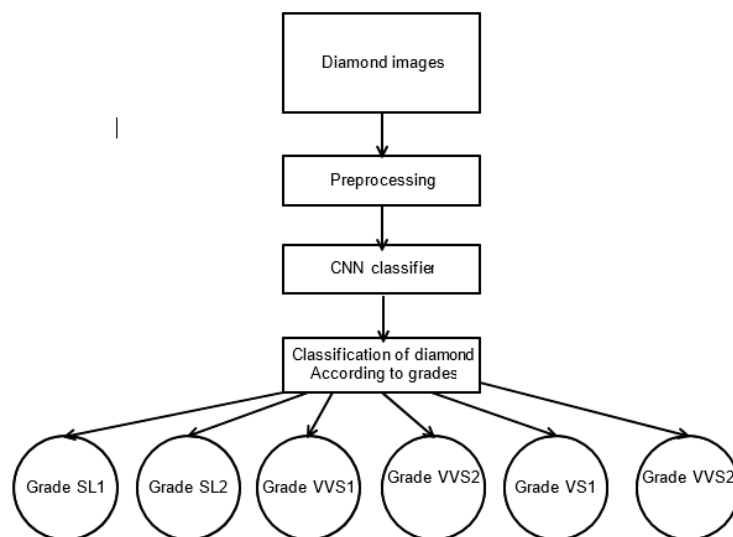 Diamond images
Preprocessing
CNN classifier
Classification of diamond
According to grades
Grade SL1
Grade SL2
Grade VVS1
Grade VVS2
Grade VS1
Grade VVS2